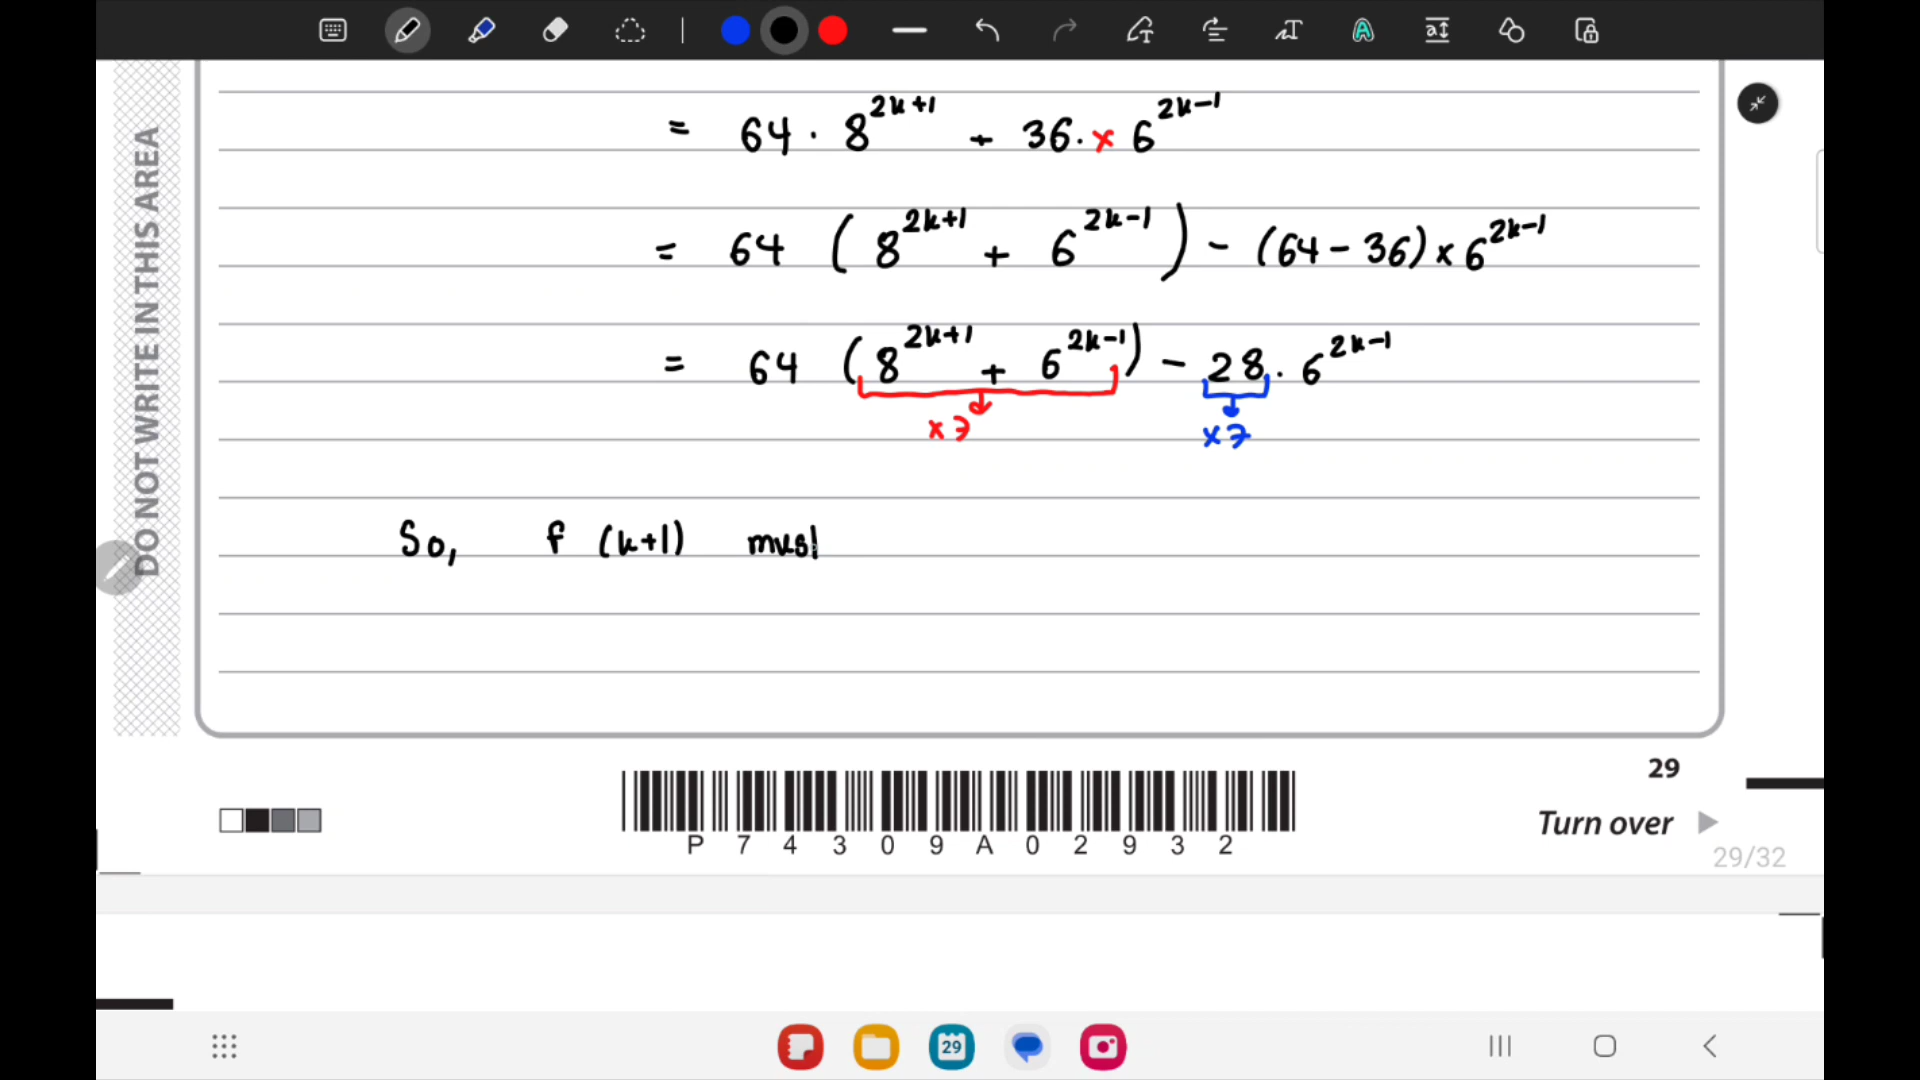 = 64 · 8^{2k+1} + 36 · × 6^{2k-1}
= 64 ( 8^{2k+1} + 6^{2k-1} ) - (64 - 36) × 6^{2k-1}
= 64 ( 8^{2k+1} + 6^{2k-1} ) - 28 · 6^{2k-1}
×7 ×7
So, f (k+1) must
DO NOT WRITE IN THIS AREA
29
Turn over
P 7 4 3 0 9 A 0 2 9 3 2
29/32
29